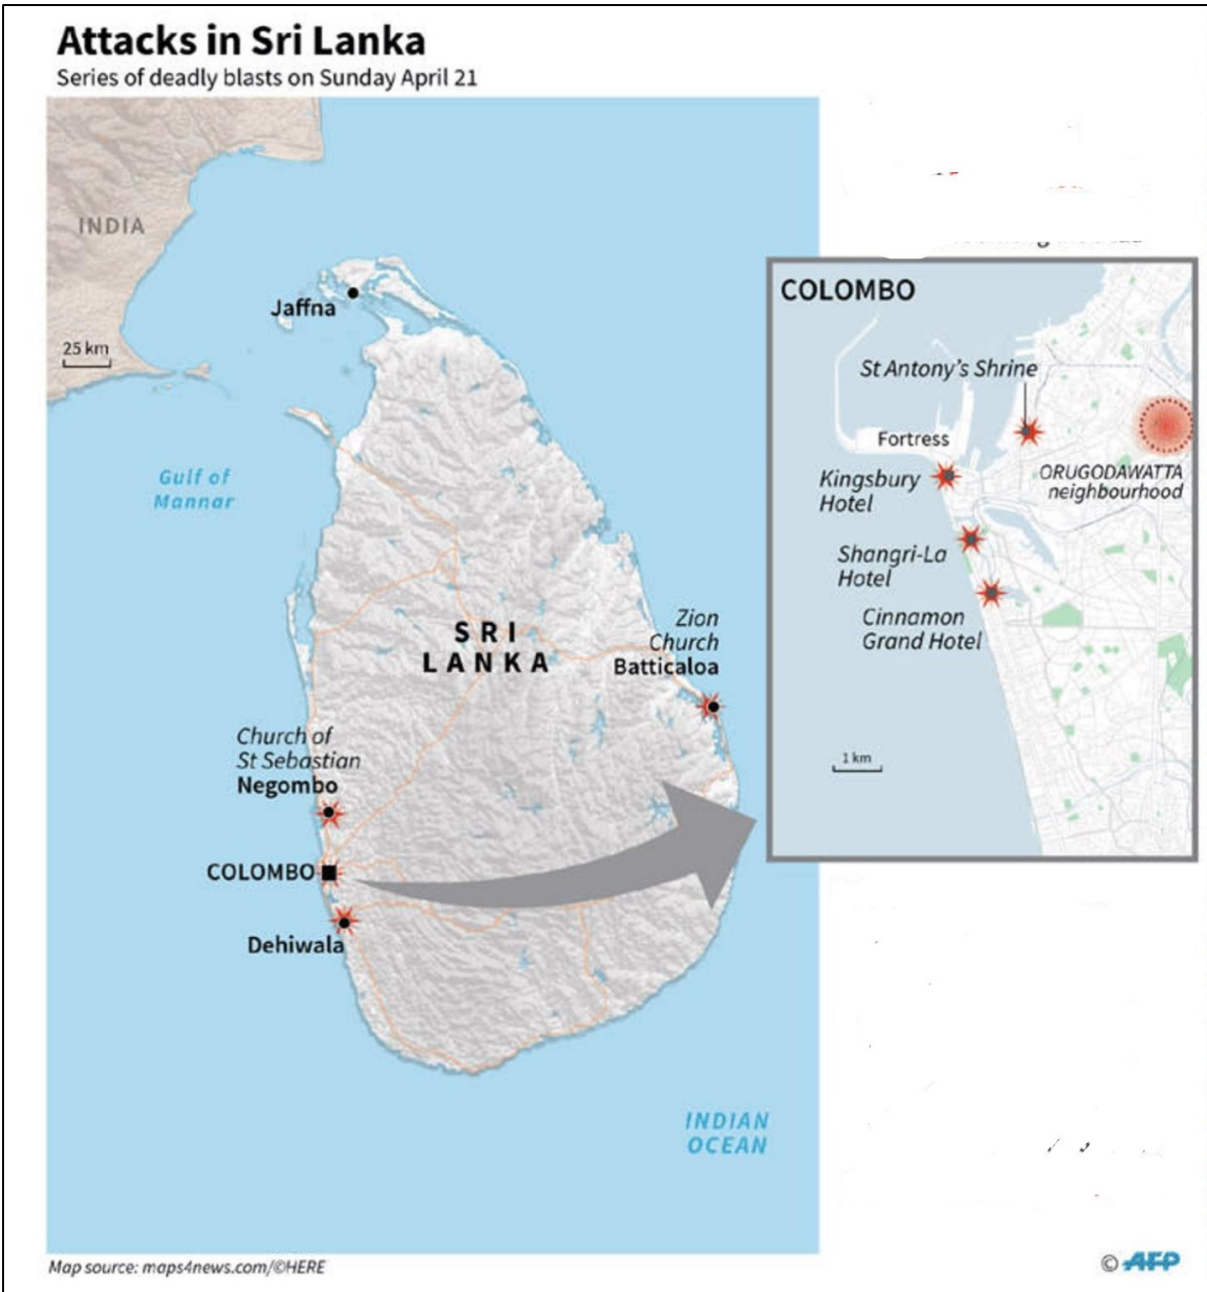 Attacks in Sri Lanka
Series of deadly blasts on Sunday April 21
INDIA
Jaffna
25 km
Gulf of
Mannar
SRI
LANKA
Zion
Church
Batticaloa
Church of
St Sebastian
Negombo
COLOMBO
Dehiwala
INDIAN
OCEAN
COLOMBO
St Antony's Shrine
Fortress
Kingsbury
Hotel
ORUGODAWATTA
neighbourhood
Shangri-La
Hotel
Cinnamon
Grand Hotel
1 km
Map source: maps4news.com/©HERE
© AFP